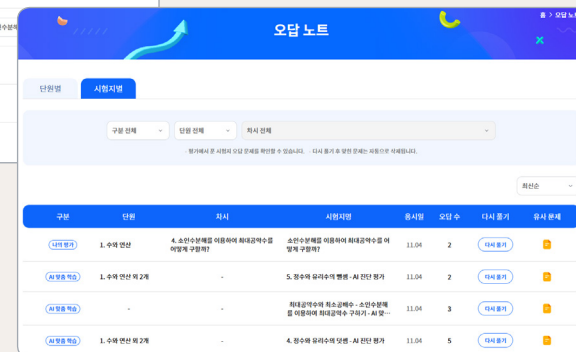 홈 > 오답 노트
오답 노트
단원별 시험지별
구분 전체 단원 전체 차시 전체
· 평가에서 푼 시험지 오답 문제를 확인할 수 있습니다. · 다시 풀기 후 맞힌 문제는 자동으로 삭제됩니다.
최신순
구분 단원 차시 시험지명 응시일 오답 수 다시 풀기 유사 문제
나의 평가 1. 수와 연산 4. 소인수분해를 이용하여 최대공약수를 어떻게 구할까? 소인수분해를 이용하여 최대공약수를 어떻게 구할까? 11.04 2 다시 풀기
AI 맞춤 학습 1. 수와 연산 외 2개 - 5. 정수와 유리수의 뺄셈 - AI 진단 평가 11.04 2 다시 풀기
AI 맞춤 학습 - - 최대공약수와 최소공배수 - 소인수분해를 이용하여 최대공약수 구하기 - AI 맞… 11.04 3 다시 풀기
AI 맞춤 학습 1. 수와 연산 외 2개 - 4. 정수와 유리수의 덧셈 - AI 진단 평가 11.04 5 다시 풀기